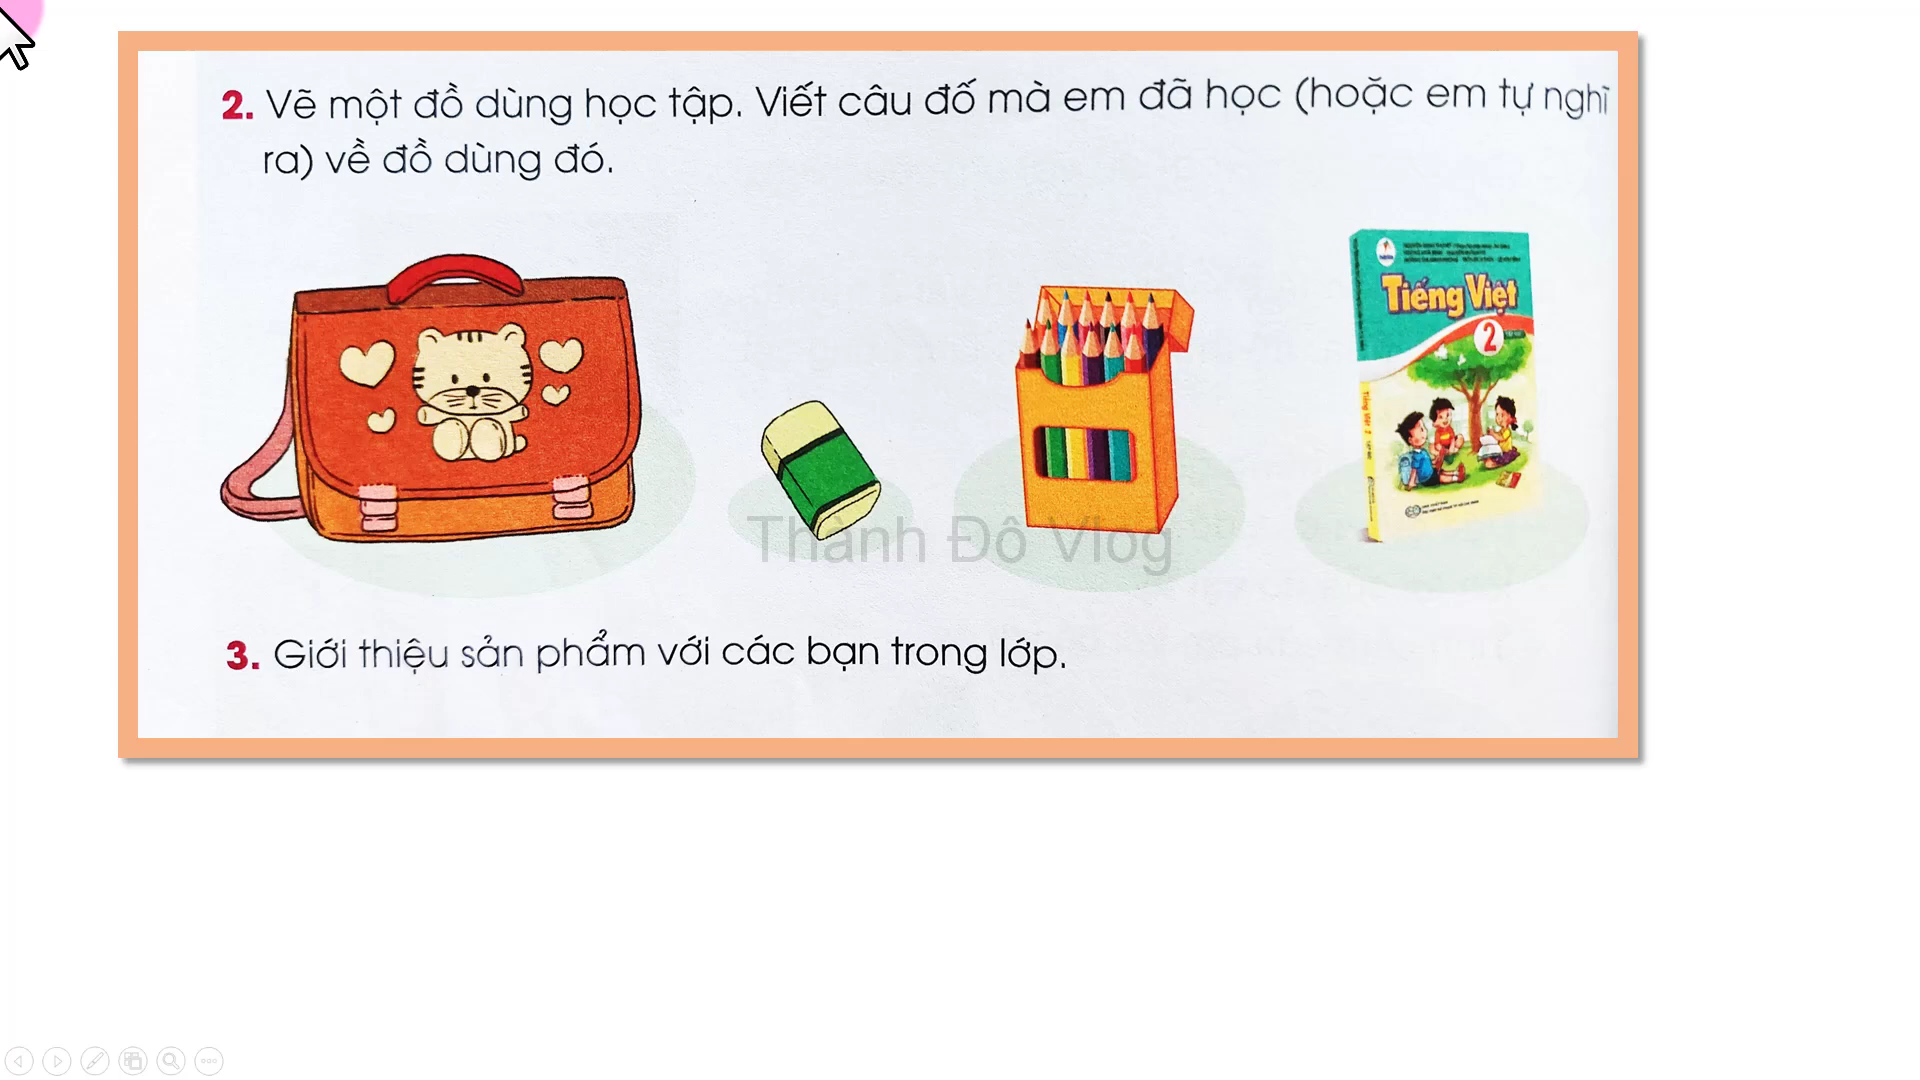 2. Vẽ một đồ dùng học tập. Viết câu đố mà em đã học (hoặc em tự nghĩ
ra) về đồ dùng đó.
Tiếng Việt
2
Thành Đô Vlog
3. Giới thiệu sản phẩm với các bạn trong lớp.